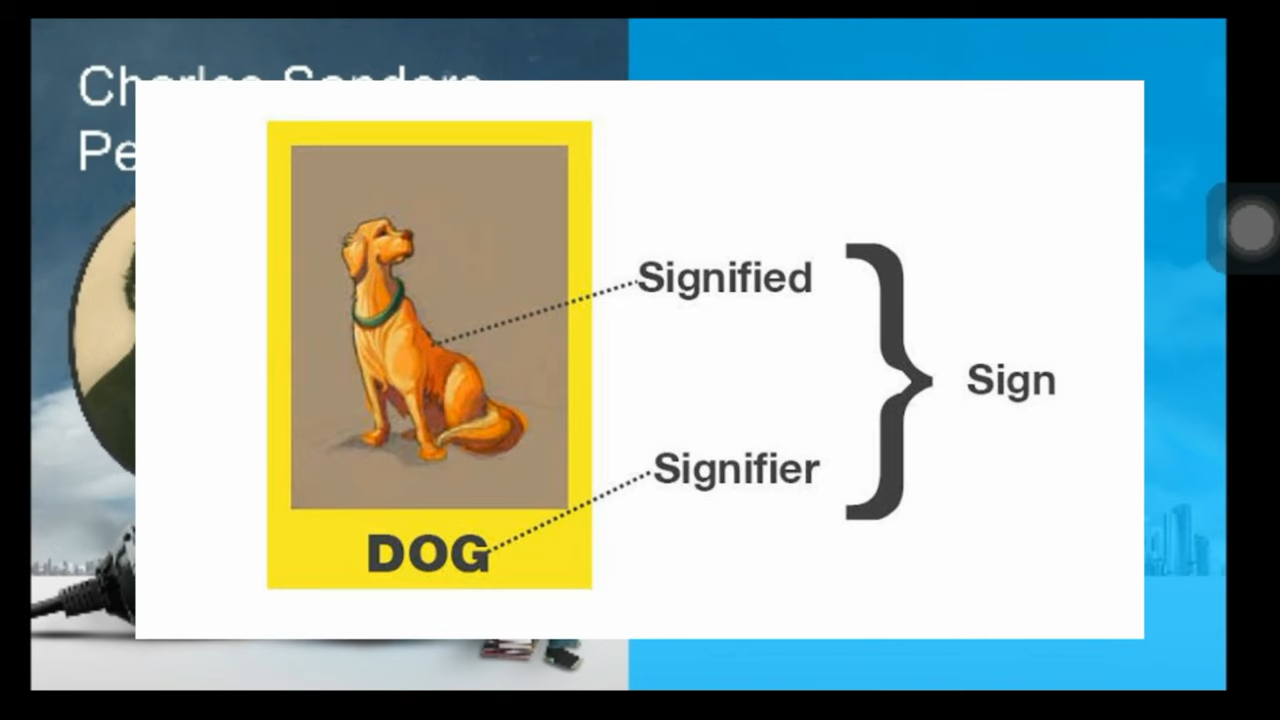 Charles Sanders
Pe
Signified
Signifier
Sign
DOG